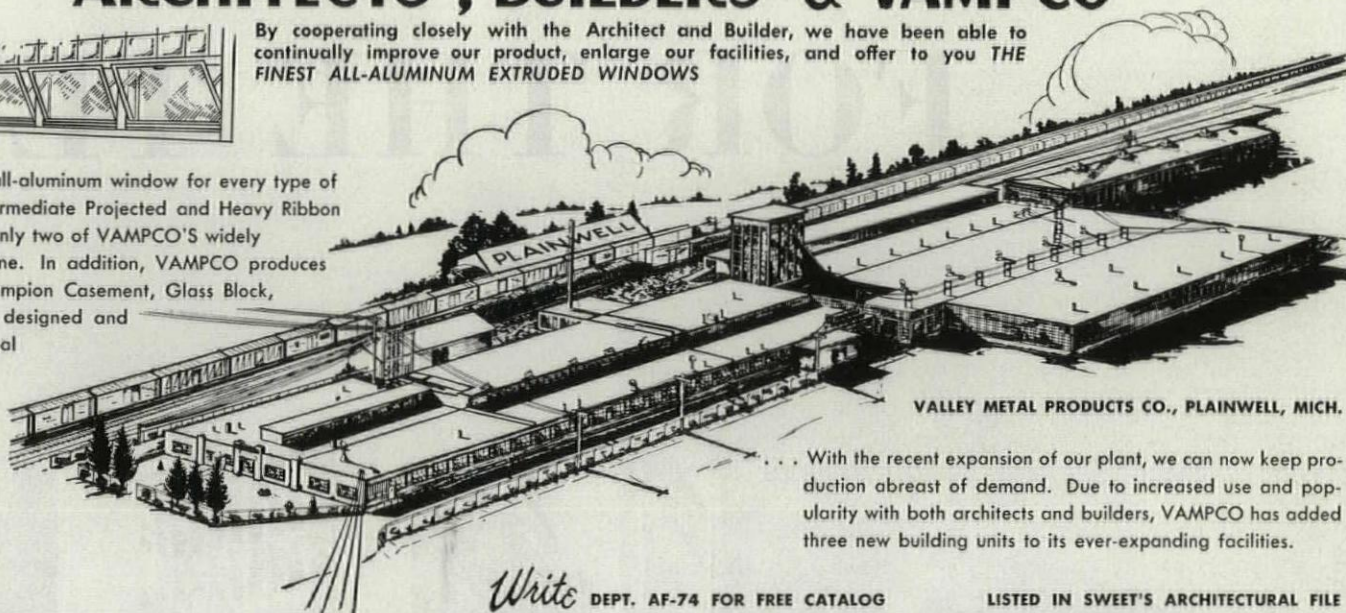 ARCHITECTS', BUILDERS' & VAMPCO
By cooperating closely with the Architect and Builder, we have been able to
continually improve our product, enlarge our facilities, and offer to you THE
FINEST ALL-ALUMINUM EXTRUDED WINDOWS
ll-aluminum window for every type of
rmediate Projected and Heavy Ribbon
nly two of VAMPCO'S widely
ne. In addition, VAMPCO produces
mpion Casement, Glass Block,
designed and
al
PLAINWELL
VALLEY METAL PRODUCTS CO., PLAINWELL, MICH.
. . . With the recent expansion of our plant, we can now keep pro-
duction abreast of demand. Due to increased use and pop-
ularity with both architects and builders, VAMPCO has added
three new building units to its ever-expanding facilities.
Write DEPT. AF-74 FOR FREE CATALOG
LISTED IN SWEET'S ARCHITECTURAL FILE